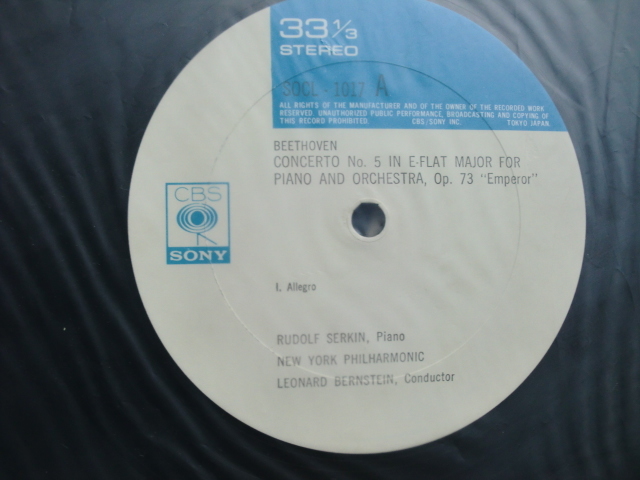 33 1/3
STEREO
SOCL 1017 A
ALL RIGHTS OF THE MANUFACTURER AND OF THE OWNER OF THE RECORDED WORK
RESERVED. UNAUTHORIZED PUBLIC PERFORMANCE, BROADCASTING AND COPYING OF
THIS RECORD PROHIBITED. CBS/SONY INC. TOKYO JAPAN
BEETHOVEN
CONCERTO No. 5 IN E-FLAT MAJOR FOR
PIANO AND ORCHESTRA, Op. 73 "Emperor"
CBS
SONY
I. Allegro
RUDOLF SERKIN, Piano
NEW YORK PHILHARMONIC
LEONARD BERNSTEIN, Conductor